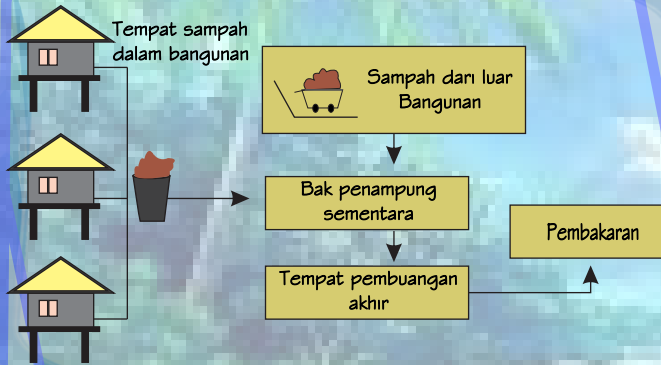 Tempat sampah
dalam bangunan
Sampah dari luar
Bangunan
Bak penampung
sementara
Pembakaran
Tempat pembuangan
akhir